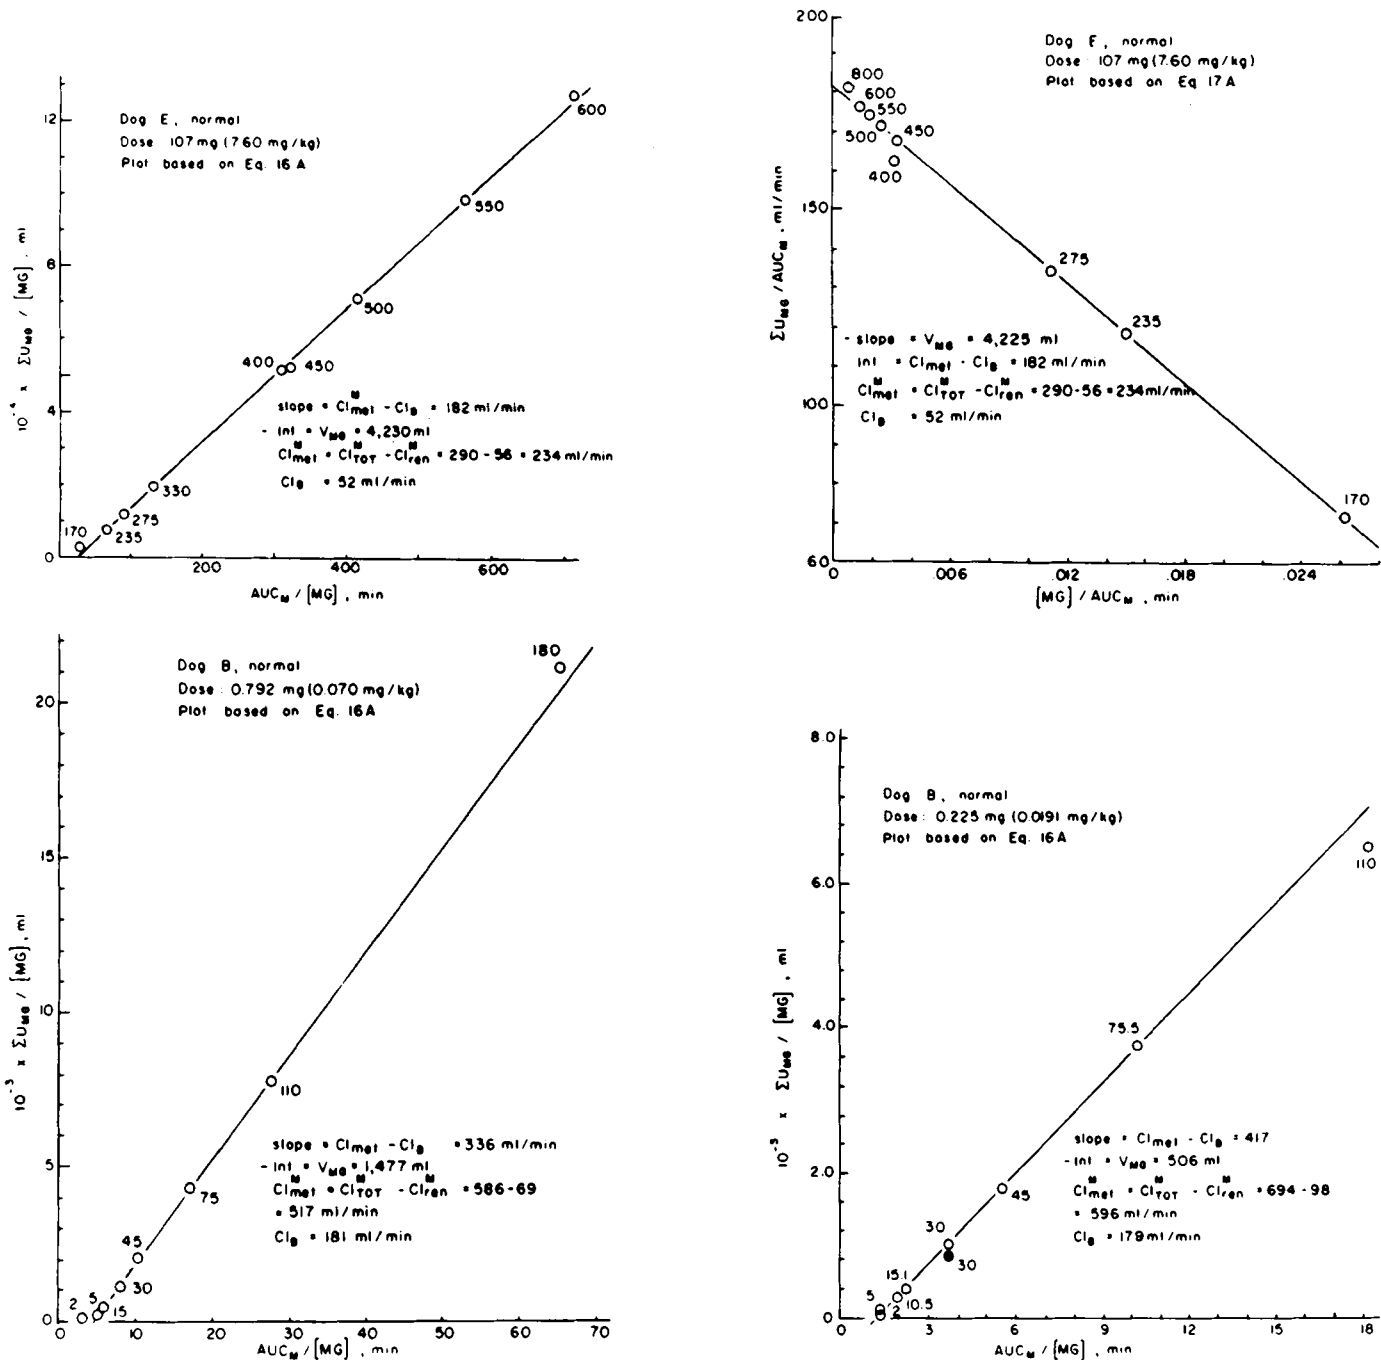 Dog E, normal
Dose 107 mg (7.60 mg/kg)
Plot based on Eq. 16 A
12
8
4
0
10⁻⁴ x ΣU_MG / [MG] . ml
600
550
500
400
450
330
275
235
170
slope = Cl_met^M - Cl_B = 182 ml/min
- Int = V_MG = 4,230 ml
Cl_met^M = Cl_TOT^M - Cl_ren^M = 290 - 56 = 234 ml/min
Cl_B = 52 ml/min
200
400
600
AUC_M / [MG] , min
Dog E, normal
Dose 107 mg (7.60 mg/kg)
Plot based on Eq 17 A
200
150
100
60
ΣU_MG / AUC_M . ml/min
800
600
550
500
450
400
275
235
170
- slope = V_MG = 4,225 ml
Int = Cl_met - Cl_B = 182 ml/min
Cl_met^M = Cl_TOT^M - Cl_ren^M = 290-56 = 234 ml/min
Cl_B = 52 ml/min
0
.006
.012
.018
.024
[MG] / AUC_M , min
Dog B, normal
Dose: 0.792 mg (0.070 mg/kg)
Plot based on Eq. 16A
20
15
10
5
0
10⁻³ x ΣU_MG / [MG] , ml
180
110
75
45
30
15
5
2
slope = Cl_met - Cl_B = 336 ml/min
- Int = V_MG = 1,477 ml
Cl_met^M = Cl_TOT^M - Cl_ren^M = 586-69
= 517 ml/min
Cl_B = 181 ml/min
0
10
20
30
40
50
60
70
AUC_M / [MG] , min
Dog B, normal
Dose: 0.225 mg (0.0191 mg/kg)
Plot based on Eq. 16A
8.0
6.0
4.0
2.0
0
10⁻³ x ΣU_MG / [MG] , ml
110
75.5
45
30
30
15.1
10.5
5
2
slope = Cl_met - Cl_B = 417
- Int = V_MG = 506 ml
Cl_met^M = Cl_TOT^M - Cl_ren^M = 694-98
= 596 ml/min
Cl_B = 179 ml/min
0
3
6
9
12
15
18
AUC_M / [MG] , min